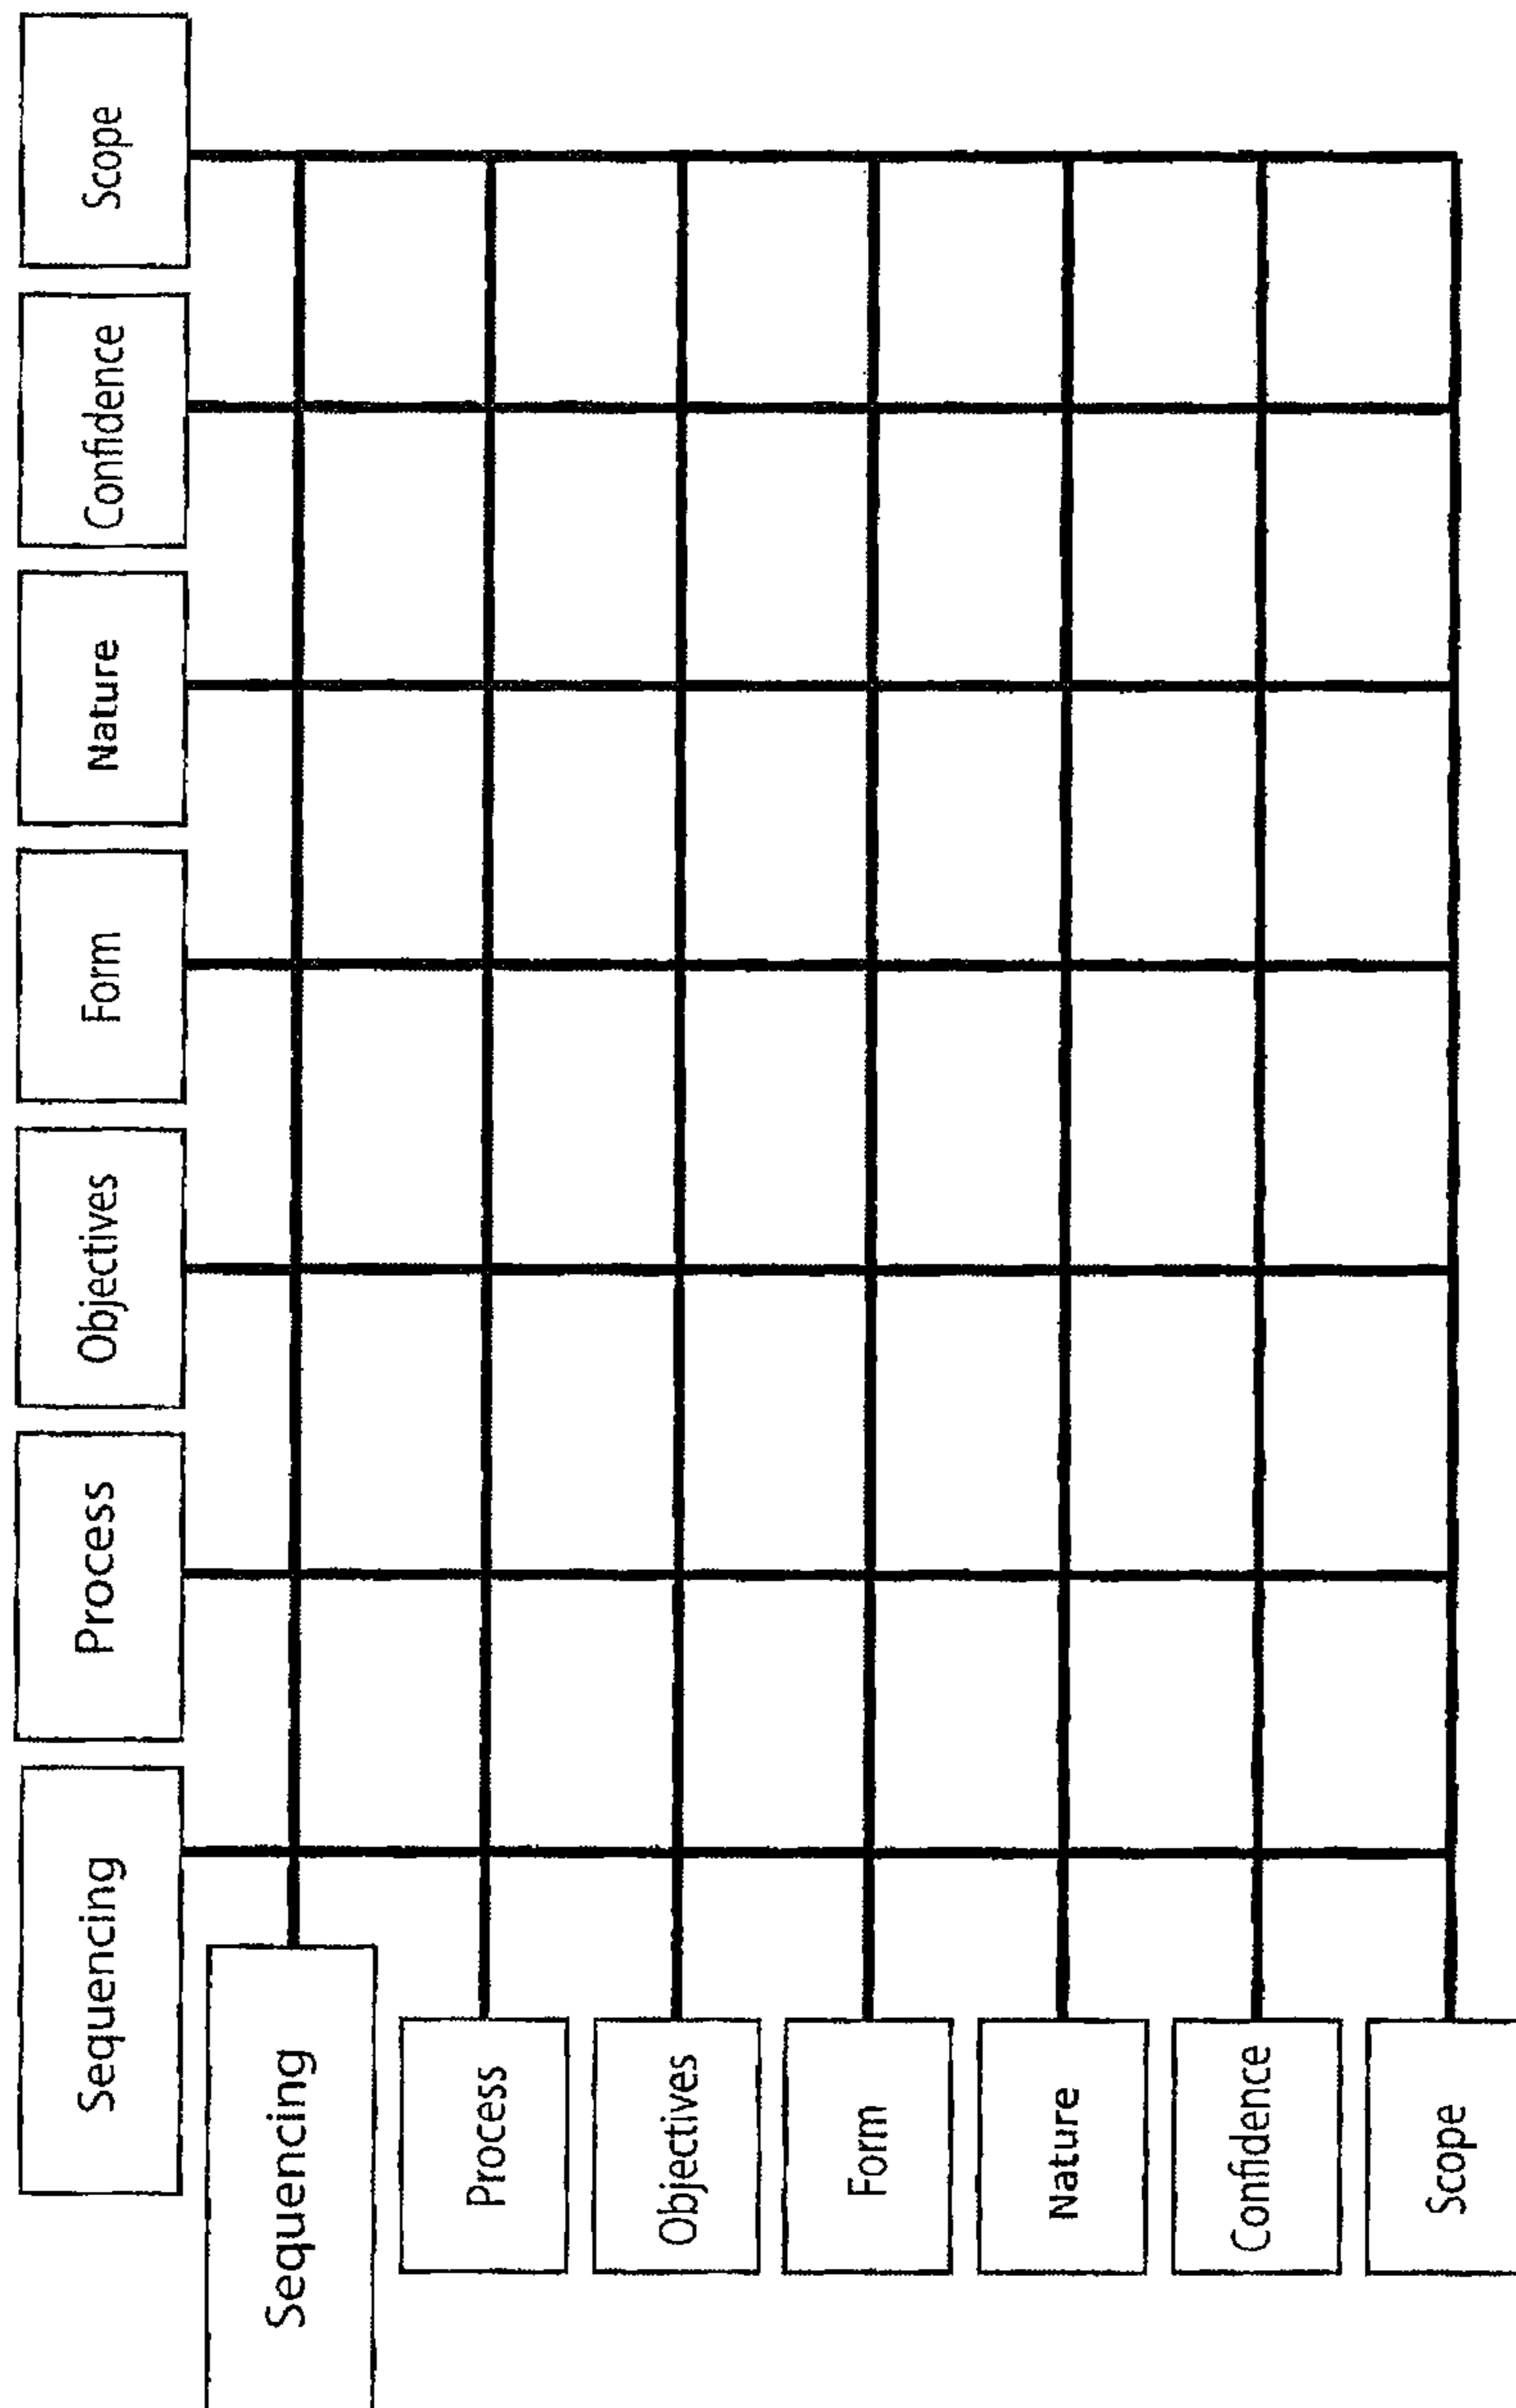 Sequencing
Process
Objectives
Form
Nature
Confidence
Scope
Sequencing
Process
Objectives
Form
Nature
Confidence
Scope